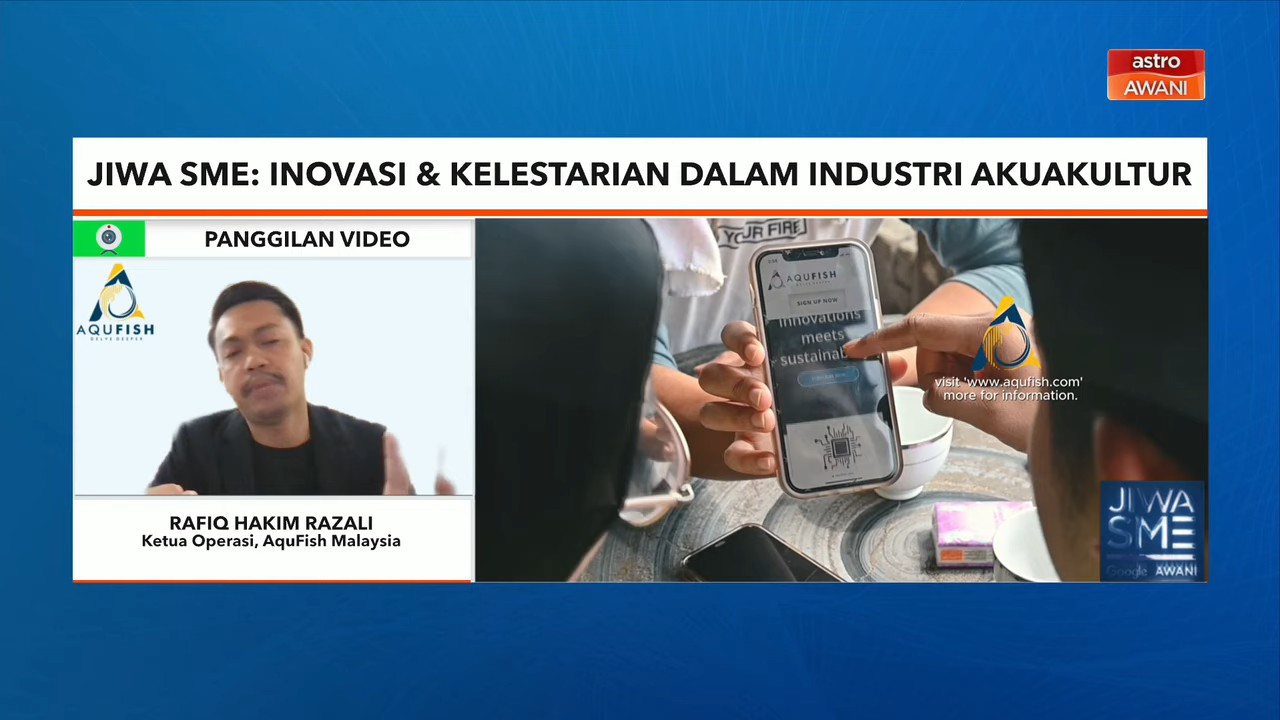 astro
AWANI
JIWA SME: INOVASI & KELESTARIAN DALAM INDUSTRI AKUAKULTUR
PANGGILAN VIDEO
AQUFISH
DELVE DEEPER
RAFIQ HAKIM RAZALI
Ketua Operasi, AquFish Malaysia
YOUR FIRE
AQUFISH
SIGN UP NOW
innovations
meets
visit 'www.aqufish.com'
more for information.
JIWA
SME
Google AWANI